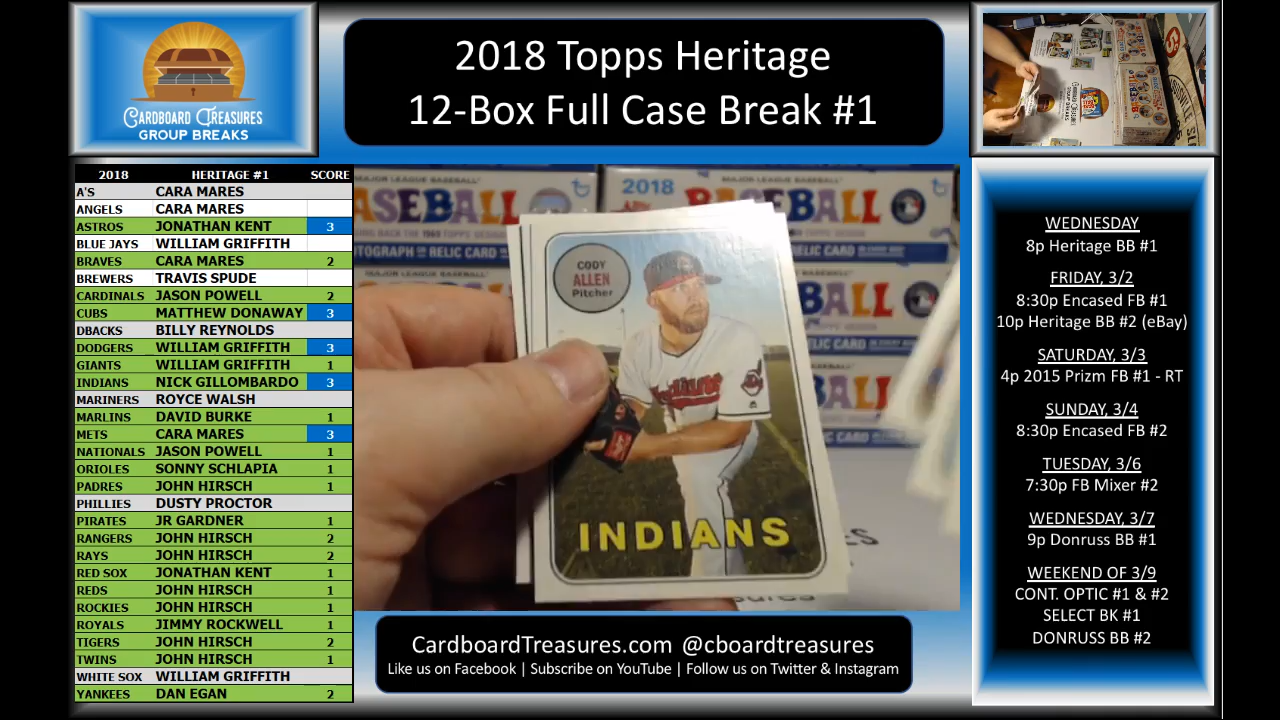 CARDBOARD TREASURES
GROUP BREAKS
2018 Topps Heritage
12-Box Full Case Break #1
2018 HERITAGE #1 SCORE
A'S CARA MARES
ANGELS CARA MARES
ASTROS JONATHAN KENT 3
BLUE JAYS WILLIAM GRIFFITH
BRAVES CARA MARES 2
BREWERS TRAVIS SPUDE
CARDINALS JASON POWELL 2
CUBS MATTHEW DONAWAY 3
DBACKS BILLY REYNOLDS
DODGERS WILLIAM GRIFFITH 3
GIANTS WILLIAM GRIFFITH 1
INDIANS NICK GILLOMBARDO 3
MARINERS ROYCE WALSH
MARLINS DAVID BURKE 1
METS CARA MARES 3
NATIONALS JASON POWELL 1
ORIOLES SONNY SCHLAPIA 1
PADRES JOHN HIRSCH 1
PHILLIES DUSTY PROCTOR
PIRATES JR GARDNER 1
RANGERS JOHN HIRSCH 2
RAYS JOHN HIRSCH 2
RED SOX JONATHAN KENT 1
REDS JOHN HIRSCH 1
ROCKIES JOHN HIRSCH 1
ROYALS JIMMY ROCKWELL 1
TIGERS JOHN HIRSCH 2
TWINS JOHN HIRSCH 1
WHITE SOX WILLIAM GRIFFITH
YANKEES DAN EGAN 2
MAJOR LEAGUE BASEBALL
2018
BASEBALL
CODY
ALLEN
Pitcher
Indians
INDIANS
WEDNESDAY
8p Heritage BB #1
FRIDAY, 3/2
8:30p Encased FB #1
10p Heritage BB #2 (eBay)
SATURDAY, 3/3
4p 2015 Prizm FB #1 - RT
SUNDAY, 3/4
8:30p Encased FB #2
TUESDAY, 3/6
7:30p FB Mixer #2
WEDNESDAY, 3/7
9p Donruss BB #1
WEEKEND OF 3/9
CONT. OPTIC #1 & #2
SELECT BK #1
DONRUSS BB #2
CardboardTreasures.com @cboardtreasures
Like us on Facebook | Subscribe on YouTube | Follow us on Twitter & Instagram